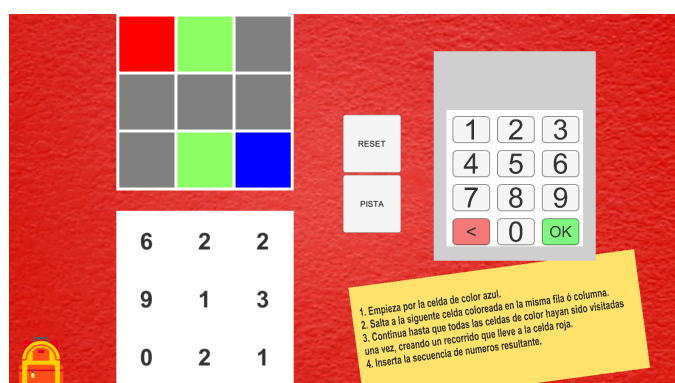 RESET
PISTA
1 2 3
4 5 6
7 8 9
< 0 OK
6 2 2
9 1 3
0 2 1
1. Empieza por la celda de color azul.
2. Salta a la siguente celda coloreada en la misma fila ó columna.
3. Continua hasta que todas las celdas de color hayan sido visitadas
una vez, creando un recorrido que lleve a la celda roja.
4. Inserta la secuencia de numeros resultante.